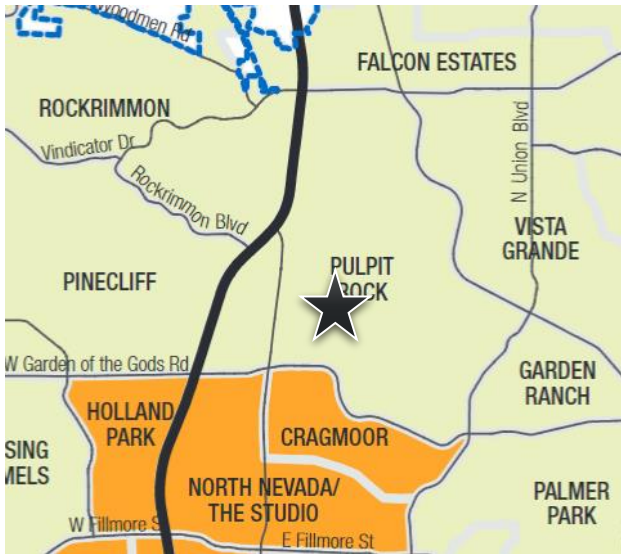 Woodmen Rd
FALCON ESTATES
ROCKRIMMON
Vindicator Dr
N Union Blvd
Rockrimmon Blvd
VISTA
GRANDE
PULPIT
ROCK
PINECLIFF
W Garden of the Gods Rd
GARDEN
RANCH
HOLLAND
PARK
CRAGMOOR
SING
MELS
NORTH NEVADA/
THE STUDIO
PALMER
PARK
W Fillmore S
E Fillmore St